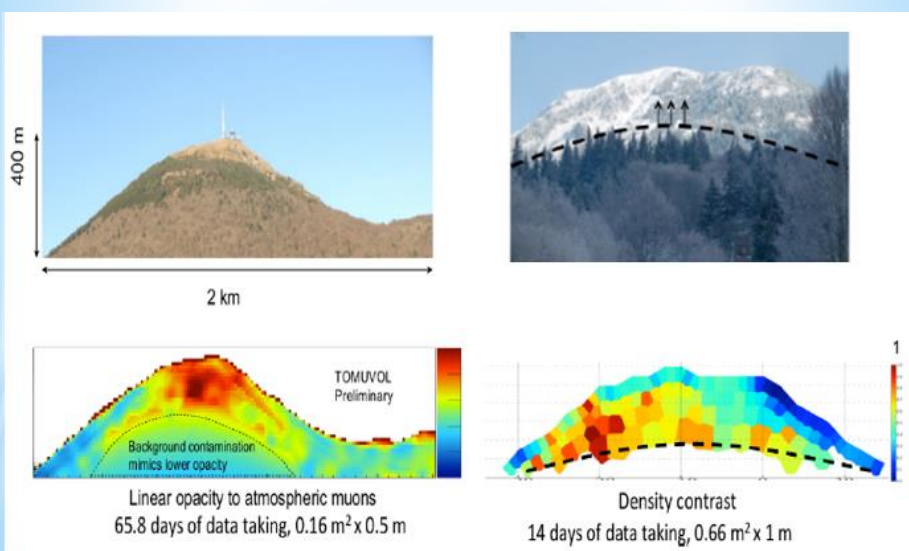 400 m
2 km
TOMUVOL
Preliminary
Background contamination
mimics lower opacity
1
Linear opacity to atmospheric muons
65.8 days of data taking, 0.16 m² x 0.5 m
Density contrast
14 days of data taking, 0.66 m² x 1 m